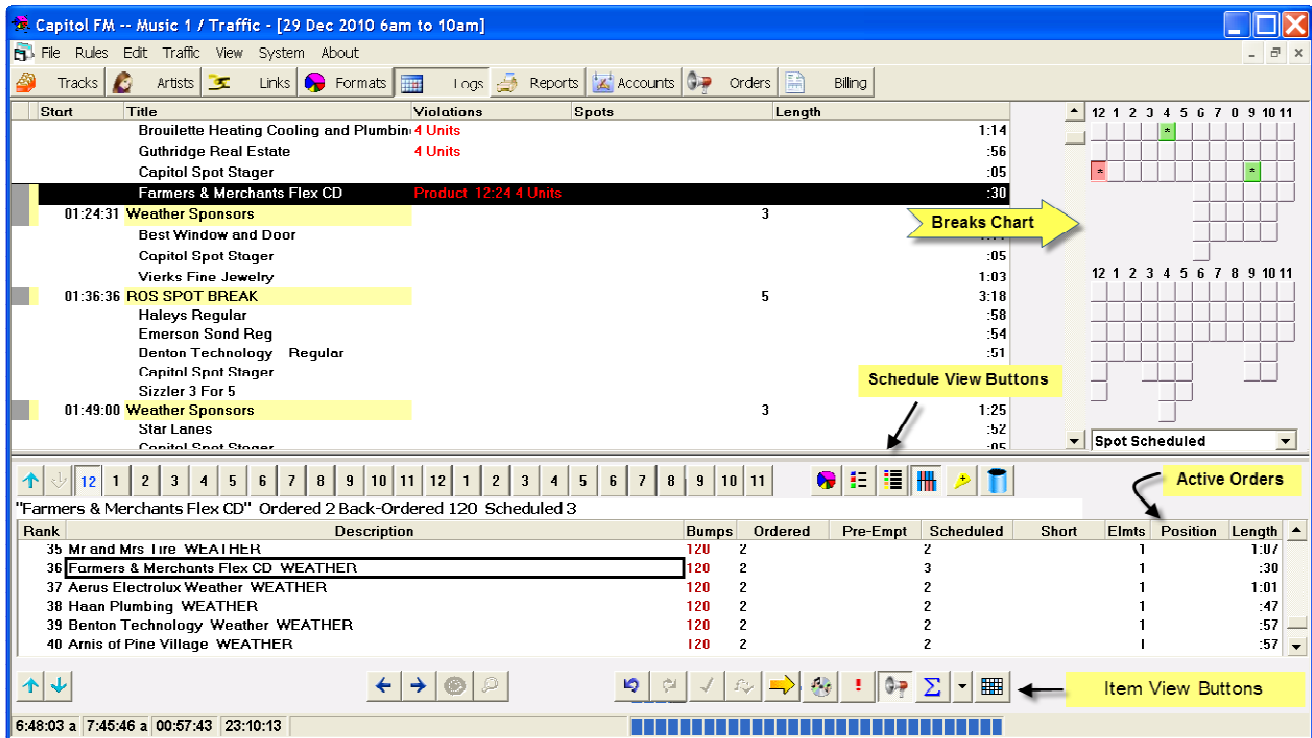 Capitol FM -- Music 1 / Traffic - [29 Dec 2010 6am to 10am]
File Rules Edit Traffic View System About
Tracks Artists Links Formats Logs Reports Accounts Orders Billing
Start Title Violations Spots Length
Brouilette Heating Cooling and Plumbin 4 Units 1:14
Guthridge Real Estate 4 Units :56
Capitol Spot Stager :05
Farmers & Merchants Flex CD Product 12:24 4 Units :30
01:24:31 Weather Sponsors 3
Best Window and Door
Capitol Spot Stager :05
Vierks Fine Jewelry 1:03
01:36:36 ROS SPOT BREAK 5 3:18
Haleys Regular :58
Emerson Sond Reg :54
Denton Technology Regular :51
Capitol Spot Stager
Sizzler 3 For 5
01:49:00 Weather Sponsors 3 1:25
Star Lanes :52
Capitol Spot Stager :05
12 1 2 3 4 5 6 7 8 9 10 11
* 
* *
Breaks Chart
12 1 2 3 4 5 6 7 8 9 10 11
Schedule View Buttons
Spot Scheduled
12 1 2 3 4 5 6 7 8 9 10 11 12 1 2 3 4 5 6 7 8 9 10 11
Active Orders
"Farmers & Merchants Flex CD" Ordered 2 Back-Ordered 120 Scheduled 3
Rank Description Bumps Ordered Pre-Empt Scheduled Short Elmts Position Length
35 Mr and Mrs Tire WEATHER 120 2 2 1 1:07
36 Farmers & Merchants Flex CD WEATHER 120 2 3 1 :30
37 Aerus Electrolux Weather WEATHER 120 2 2 1 1:01
38 Haan Plumbing WEATHER 120 2 2 1 :47
39 Benton Technology Weather WEATHER 120 2 2 1 :57
40 Arnis of Pine Village WEATHER 120 2 2 1 :57
! Σ
Item View Buttons
6:48:03 a 7:45:46 a 00:57:43 23:10:13